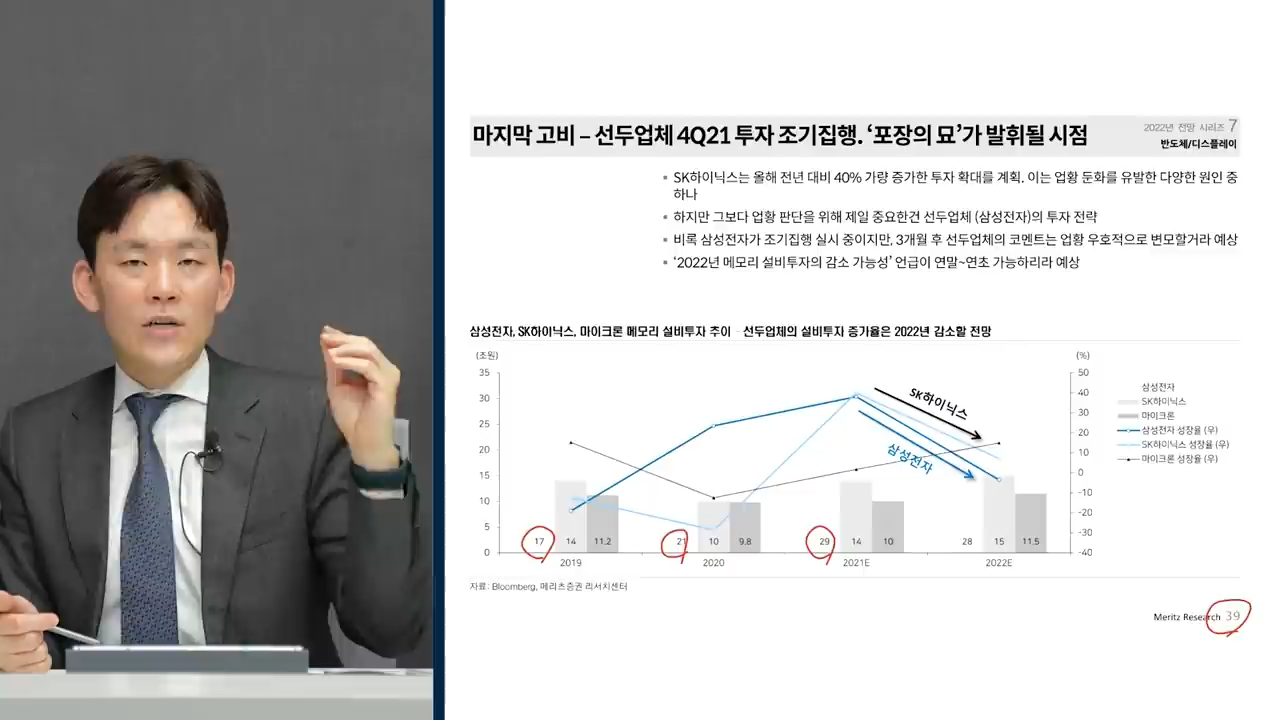 마지막 고비 – 선두업체 4Q21 투자 조기집행. ‘포장의 묘’가 발휘될 시점
2022년 전망 시리즈 7
반도체/디스플레이
▪ SK하이닉스는 올해 전년 대비 40% 가량 증가한 투자 확대를 계획. 이는 업황 둔화를 유발한 다양한 원인 중
하나
▪ 하지만 그보다 업황 판단을 위해 제일 중요한건 선두업체 (삼성전자)의 투자 전략
▪ 비록 삼성전자가 조기집행 실시 중이지만, 3개월 후 선두업체의 코멘트는 업황 우호적으로 변모할거라 예상
▪ ‘2022년 메모리 설비투자의 감소 가능성’ 언급이 연말~연초 가능하리라 예상
삼성전자, SK하이닉스, 마이크론 메모리 설비투자 추이 – 선두업체의 설비투자 증가율은 2022년 감소할 전망
(조원)
(%)
35
30
25
20
15
10
5
0
50
40
30
20
10
0
-10
-20
-30
-40
SK하이닉스
삼성전자
17 14 11.2 21 10 9.8 29 14 10 28 15 11.5
2019 2020 2021E 2022E
삼성전자
SK하이닉스
마이크론
삼성전자 성장율 (우)
SK하이닉스 성장율 (우)
마이크론 성장율 (우)
자료: Bloomberg, 메리츠증권 리서치센터
Meritz Research 39